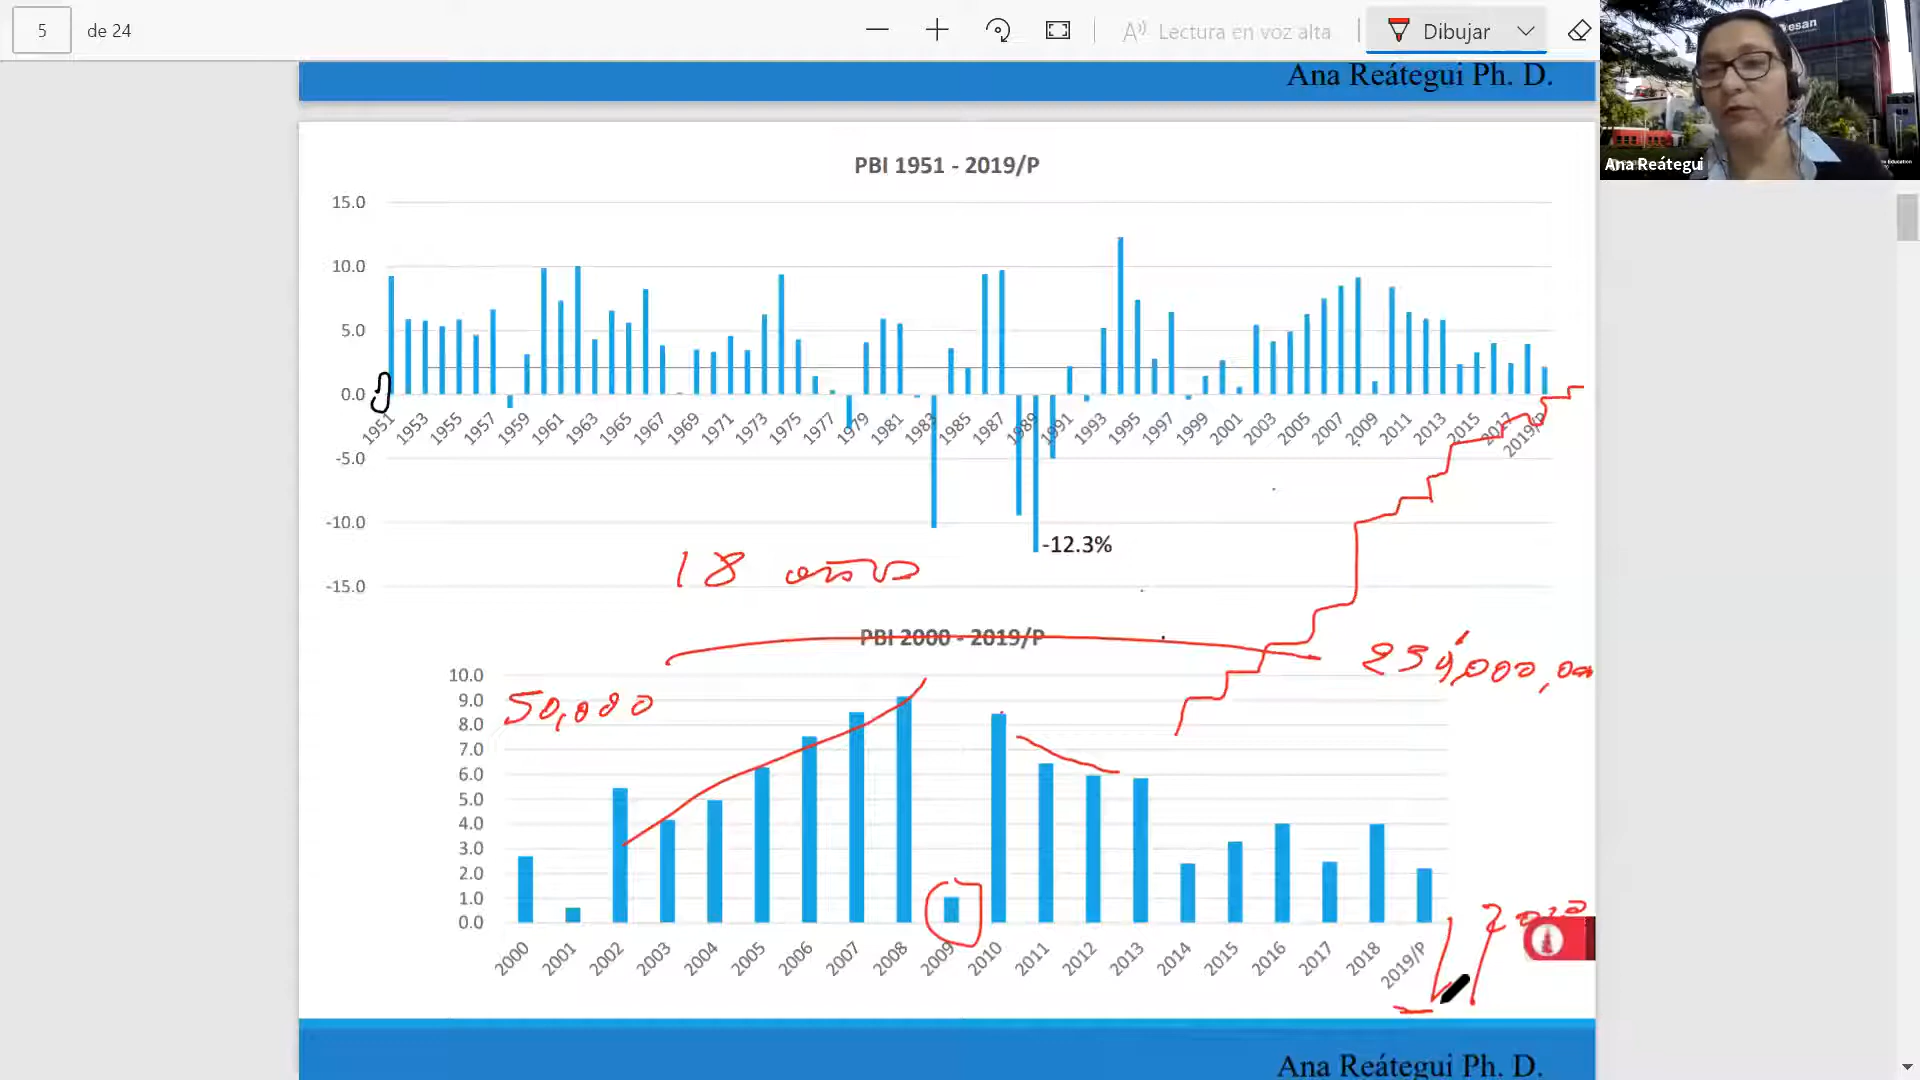 5 de 24
Lectura en voz alta
Dibujar
esan
Ana Reátegui
Ana Reátegui Ph. D.
PBI 1951 - 2019/P
15.0
10.0
5.0
0.0
-5.0
-10.0
-15.0
1951 1953 1955 1957 1959 1961 1963 1965 1967 1969 1971 1973 1975 1977 1979 1981 1983 1985 1987 1989 1991 1993 1995 1997 1999 2001 2003 2005 2007 2009 2011 2013 2015 2017 2019/P
-12.3%
18 años
PBI 2000 - 2019/P
50,000
10.0
9.0
8.0
7.0
6.0
5.0
4.0
3.0
2.0
1.0
0.0
2000 2001 2002 2003 2004 2005 2006 2007 2008 2009 2010 2011 2012 2013 2014 2015 2016 2017 2018 2019/P
2020
Ana Reátegui Ph. D.